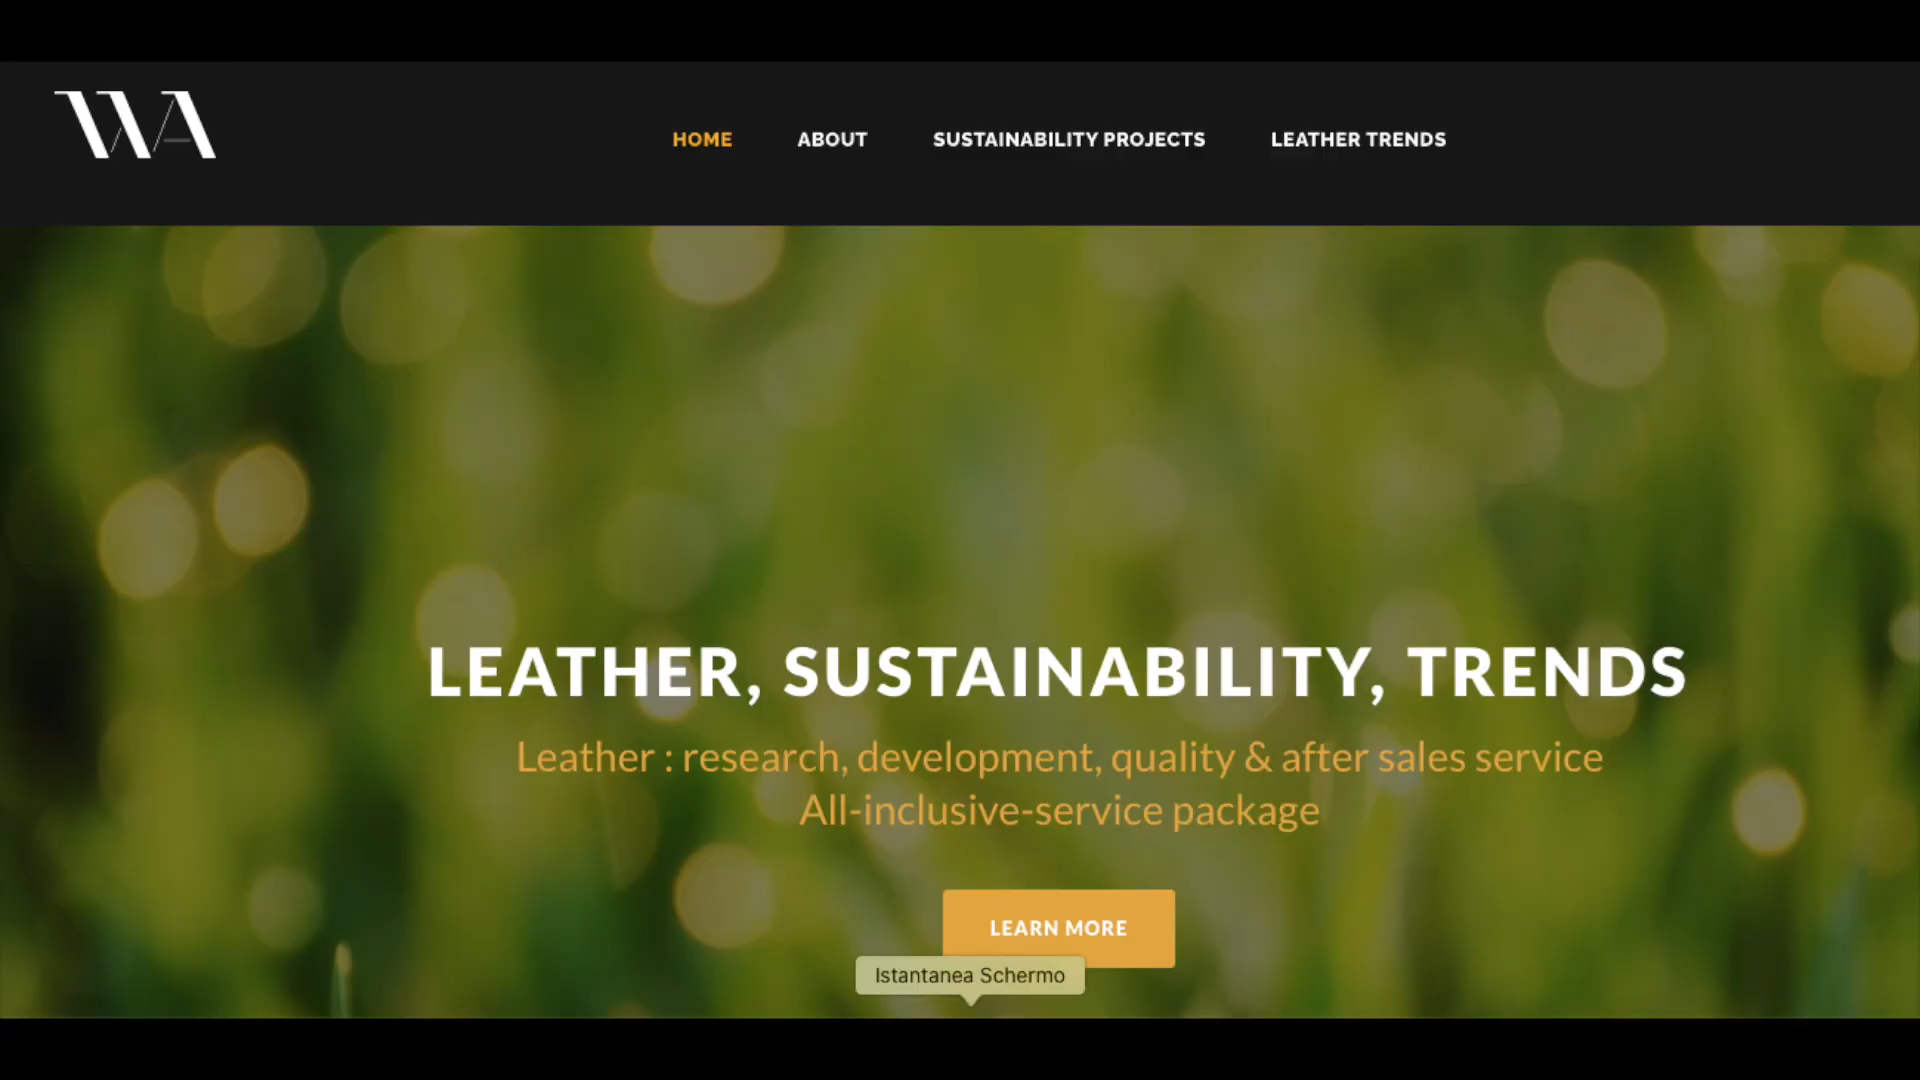 WA
HOME
ABOUT
SUSTAINABILITY PROJECTS
LEATHER TRENDS
LEATHER, SUSTAINABILITY, TRENDS
Leather : research, development, quality & after sales service
All-inclusive-service package
LEARN MORE
Istantanea Schermo